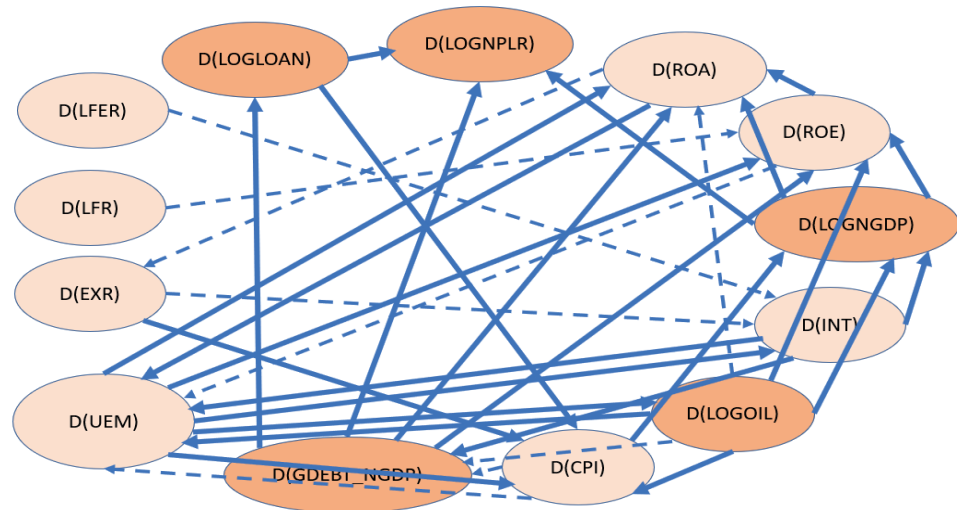 D(LOGLOAN)
D(LOGNPLR)
D(ROA)
D(LFER)
D(ROE)
D(LFR)
D(LOGNGDP)
D(EXR)
D(INT)
D(UEM)
D(LOGOIL)
D(GDEBT_NGDP)
D(CPI)